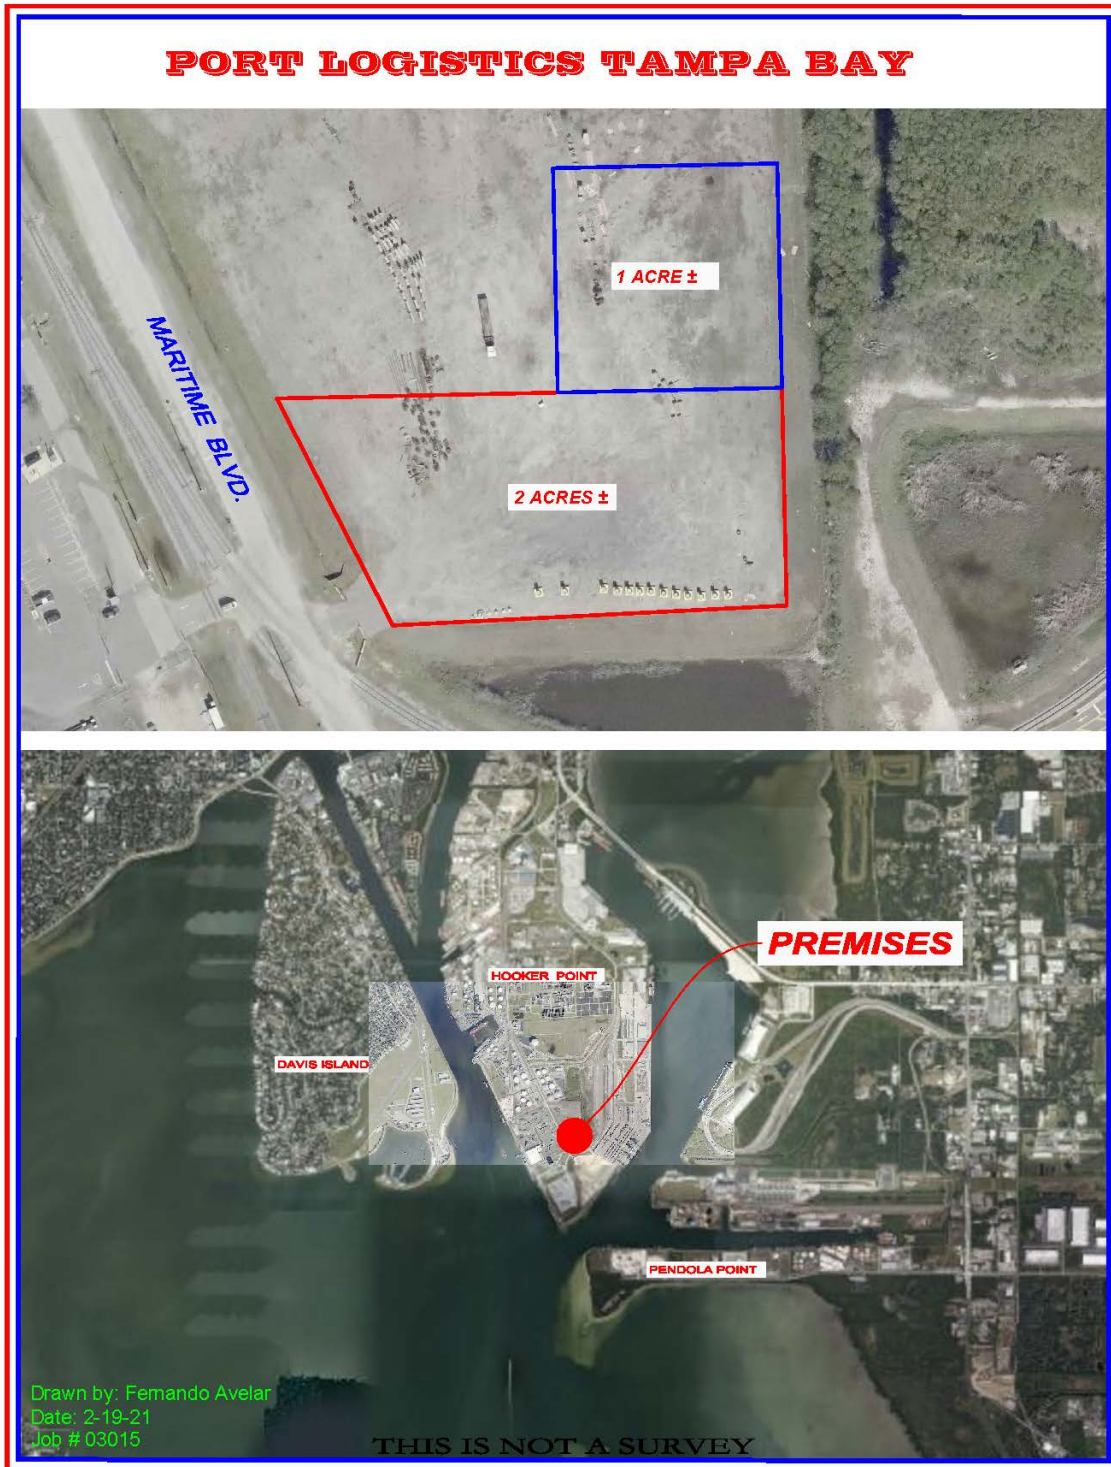 PORT LOGISTICS TAMPA BAY
1 ACRE ±
MARITIME BLVD.
2 ACRES ±
PREMISES
HOOKER POINT
DAVIS ISLAND
PENDOLA POINT
Drawn by: Fernando Avelar
Date: 2-19-21
Job # 03015
THIS IS NOT A SURVEY